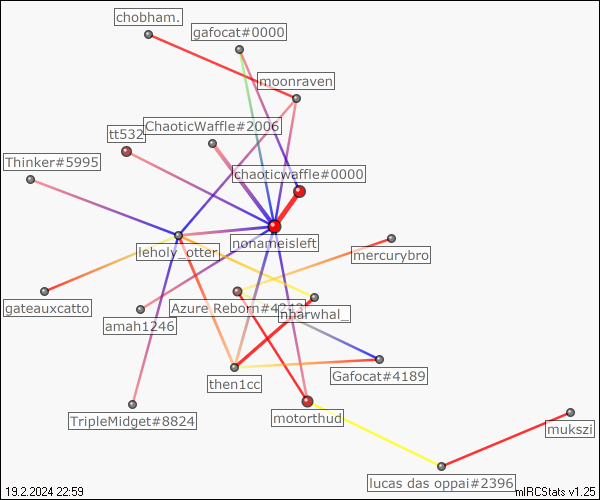 chobham.
gafocat#0000
moonraven
ChaoticWaffle#2006
tt532
Thinker#5995
chaoticwaffle#0000
leholy_otter
nonameisleft
mercurybro
gateauxcatto
Azure Reborn#4213
nharwhal_
amah1246
then1cc
Gafocat#4189
TripleMidget#8824
motorthud
mukszi
lucas das oppai#2396
19.2.2024 22:59
mIRCStats v1.25